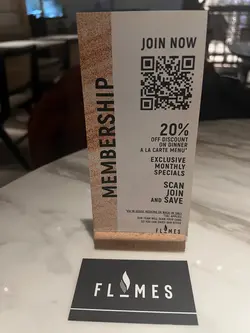 JOIN NOW
MEMBERSHIP
20%
OFF DISCOUNT
ON DINNER
A LA CARTE MENU*
EXCLUSIVE
MONTHLY
SPECIALS
SCAN
JOIN
AND SAVE
FLAMES
FLAMES